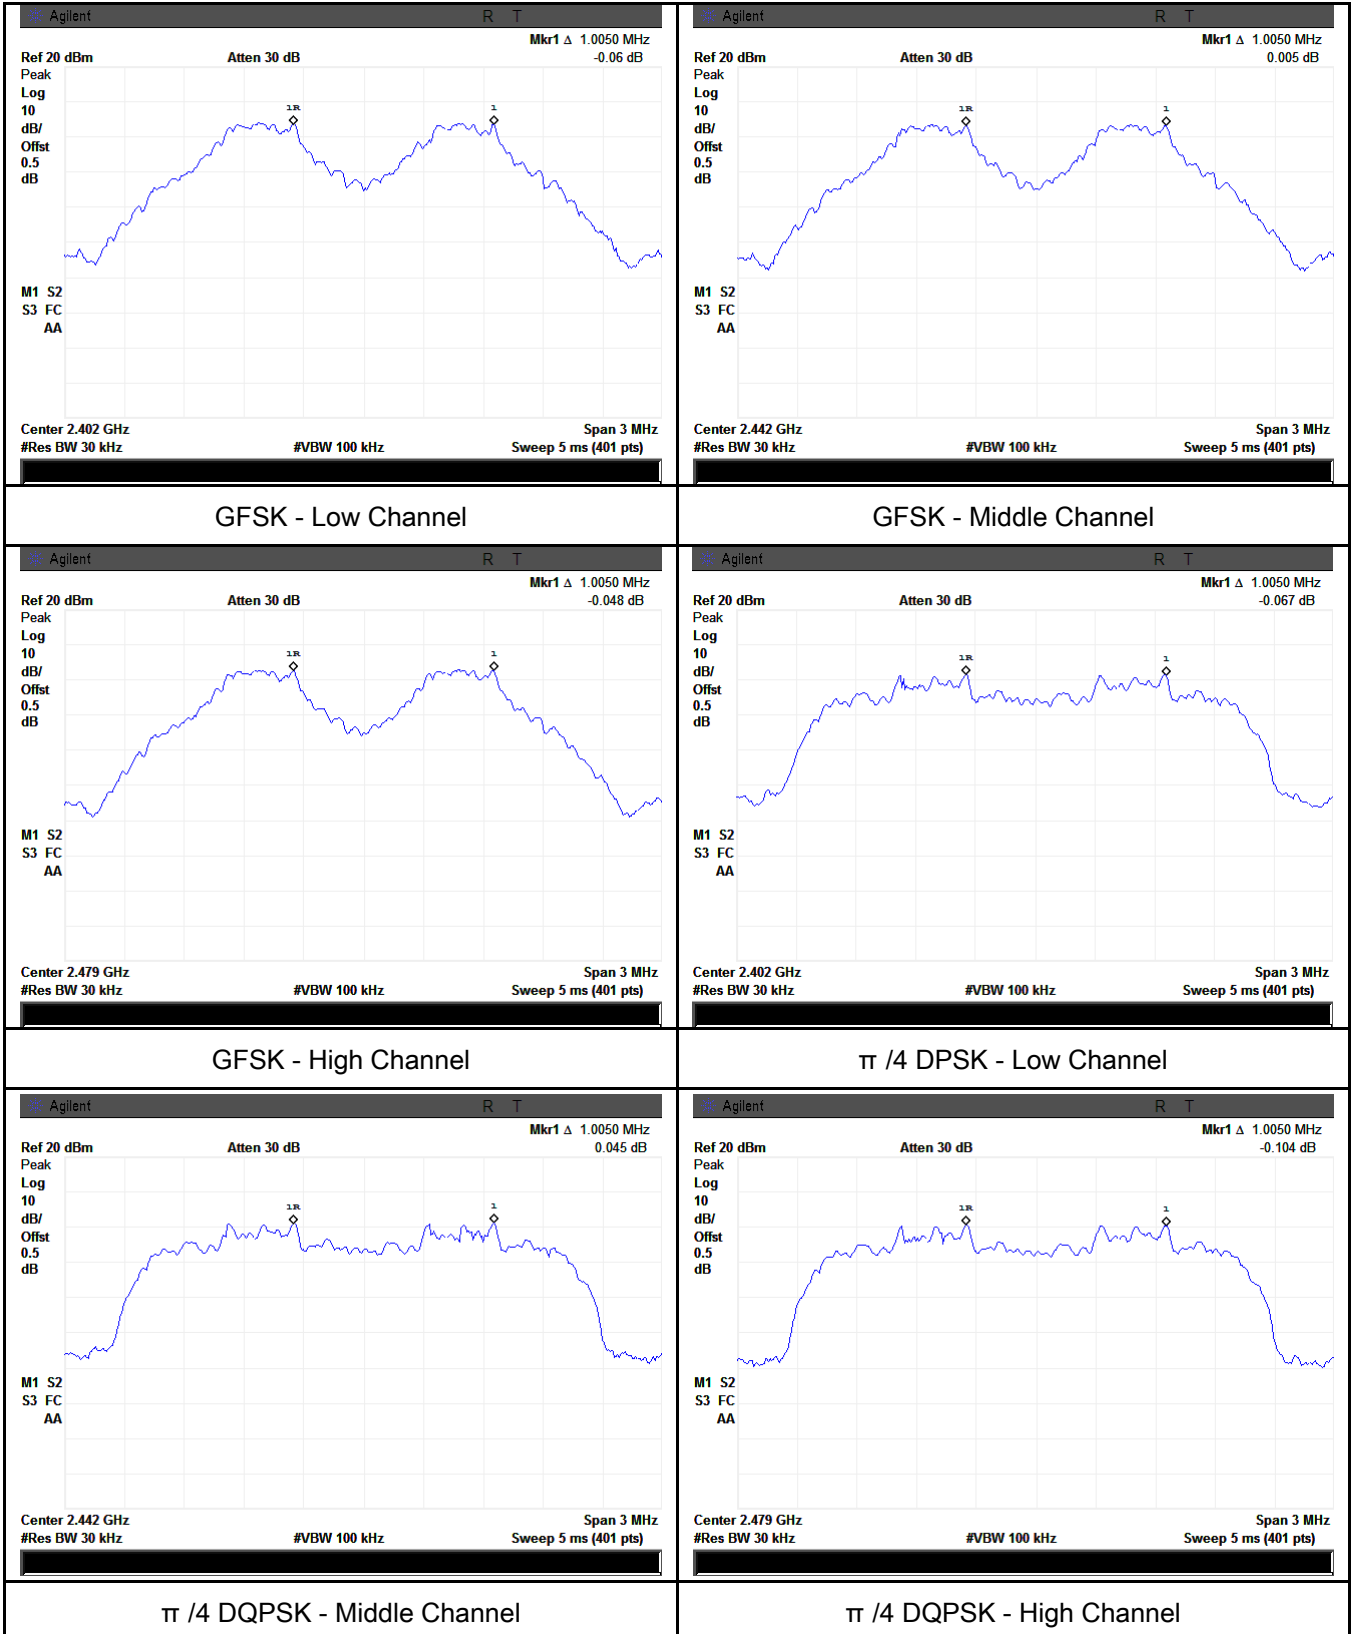 Agilent R T
Mkr1 Δ 1.0050 MHz
Ref 20 dBm Atten 30 dB -0.06 dB
Peak
Log
10
dB/
Offst
0.5
dB
1R 1
M1 S2
S3 FC
AA
Center 2.402 GHz Span 3 MHz
#Res BW 30 kHz #VBW 100 kHz Sweep 5 ms (401 pts)
GFSK - Low Channel
Agilent R T
Mkr1 Δ 1.0050 MHz
Ref 20 dBm Atten 30 dB 0.005 dB
Peak
Log
10
dB/
Offst
0.5
dB
1R 1
M1 S2
S3 FC
AA
Center 2.442 GHz Span 3 MHz
#Res BW 30 kHz #VBW 100 kHz Sweep 5 ms (401 pts)
GFSK - Middle Channel
Agilent R T
Mkr1 Δ 1.0050 MHz
Ref 20 dBm Atten 30 dB -0.048 dB
Peak
Log
10
dB/
Offst
0.5
dB
1R 1
M1 S2
S3 FC
AA
Center 2.479 GHz Span 3 MHz
#Res BW 30 kHz #VBW 100 kHz Sweep 5 ms (401 pts)
GFSK - High Channel
Agilent R T
Mkr1 Δ 1.0050 MHz
Ref 20 dBm Atten 30 dB -0.067 dB
Peak
Log
10
dB/
Offst
0.5
dB
1R 1
M1 S2
S3 FC
AA
Center 2.402 GHz Span 3 MHz
#Res BW 30 kHz #VBW 100 kHz Sweep 5 ms (401 pts)
π /4 DPSK - Low Channel
Agilent R T
Mkr1 Δ 1.0050 MHz
Ref 20 dBm Atten 30 dB 0.045 dB
Peak
Log
10
dB/
Offst
0.5
dB
1R 1
M1 S2
S3 FC
AA
Center 2.442 GHz Span 3 MHz
#Res BW 30 kHz #VBW 100 kHz Sweep 5 ms (401 pts)
π /4 DQPSK - Middle Channel
Agilent R T
Mkr1 Δ 1.0050 MHz
Ref 20 dBm Atten 30 dB -0.104 dB
Peak
Log
10
dB/
Offst
0.5
dB
1R 1
M1 S2
S3 FC
AA
Center 2.479 GHz Span 3 MHz
#Res BW 30 kHz #VBW 100 kHz Sweep 5 ms (401 pts)
π /4 DQPSK - High Channel